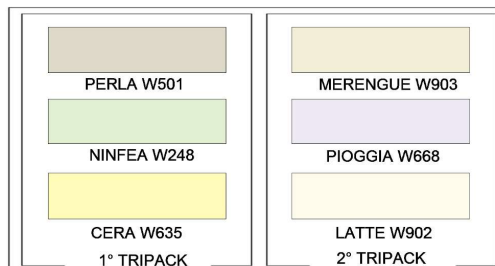 PERLA W501
NINFEA W248
CERA W635
1° TRIPACK
MERENGUE W903
PIOGGIA W668
LATTE W902
2° TRIPACK